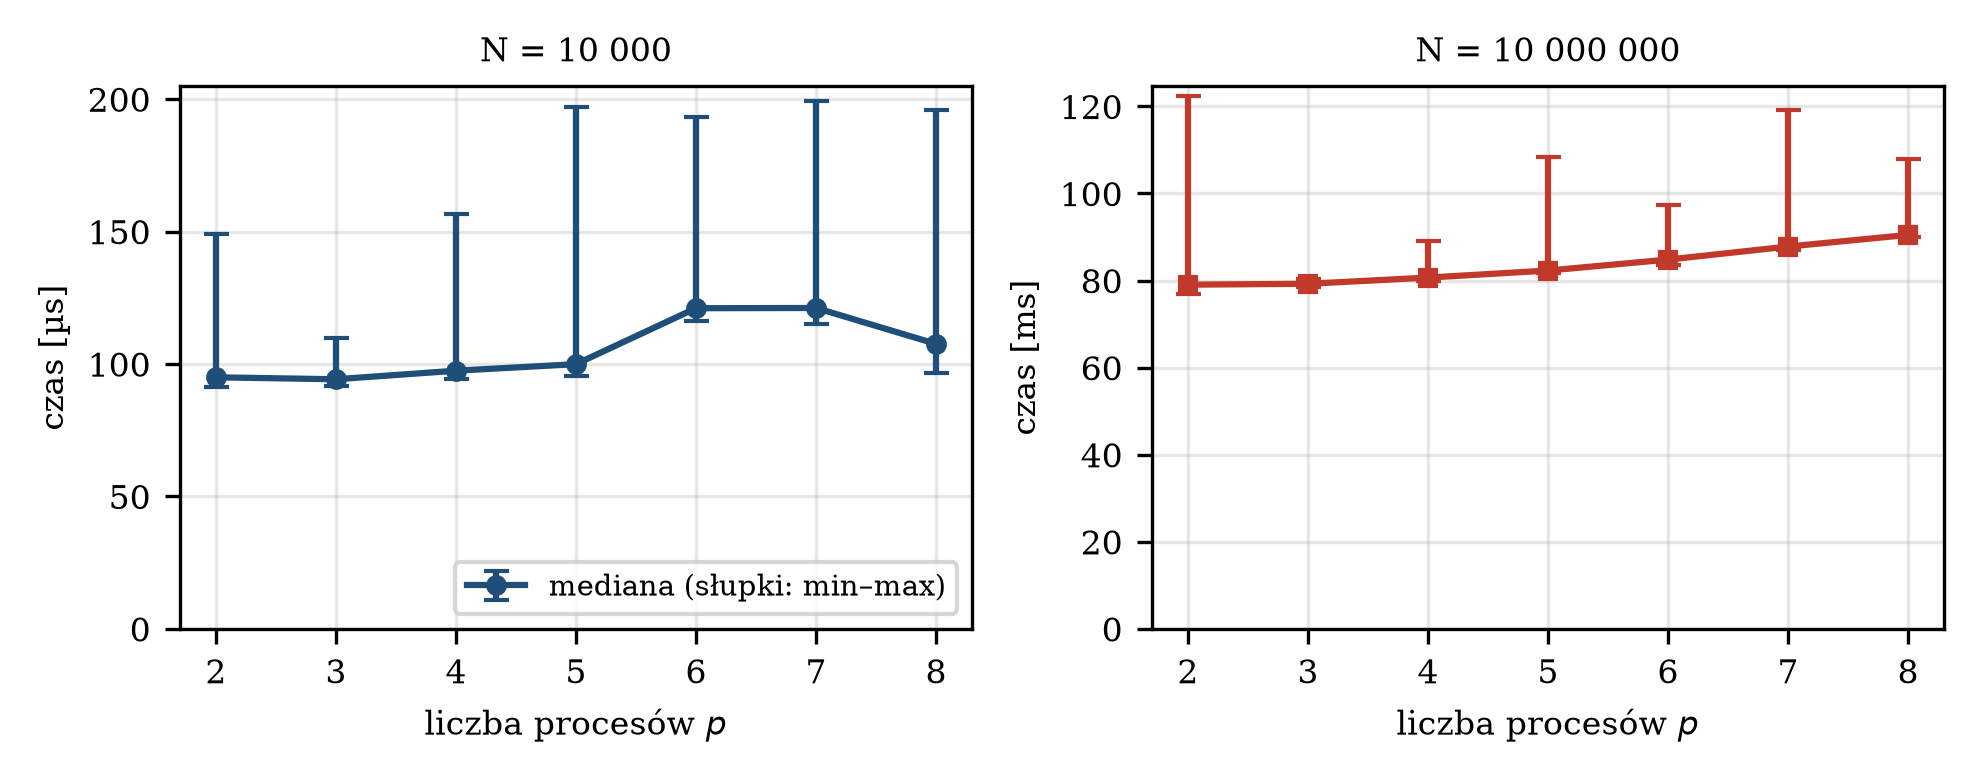 N = 10 000
200
150
100
50
0
czas [µs]
mediana (słupki: min–max)
2 3 4 5 6 7 8
liczba procesów p
N = 10 000 000
120
100
80
60
40
20
0
czas [ms]
2 3 4 5 6 7 8
liczba procesów p